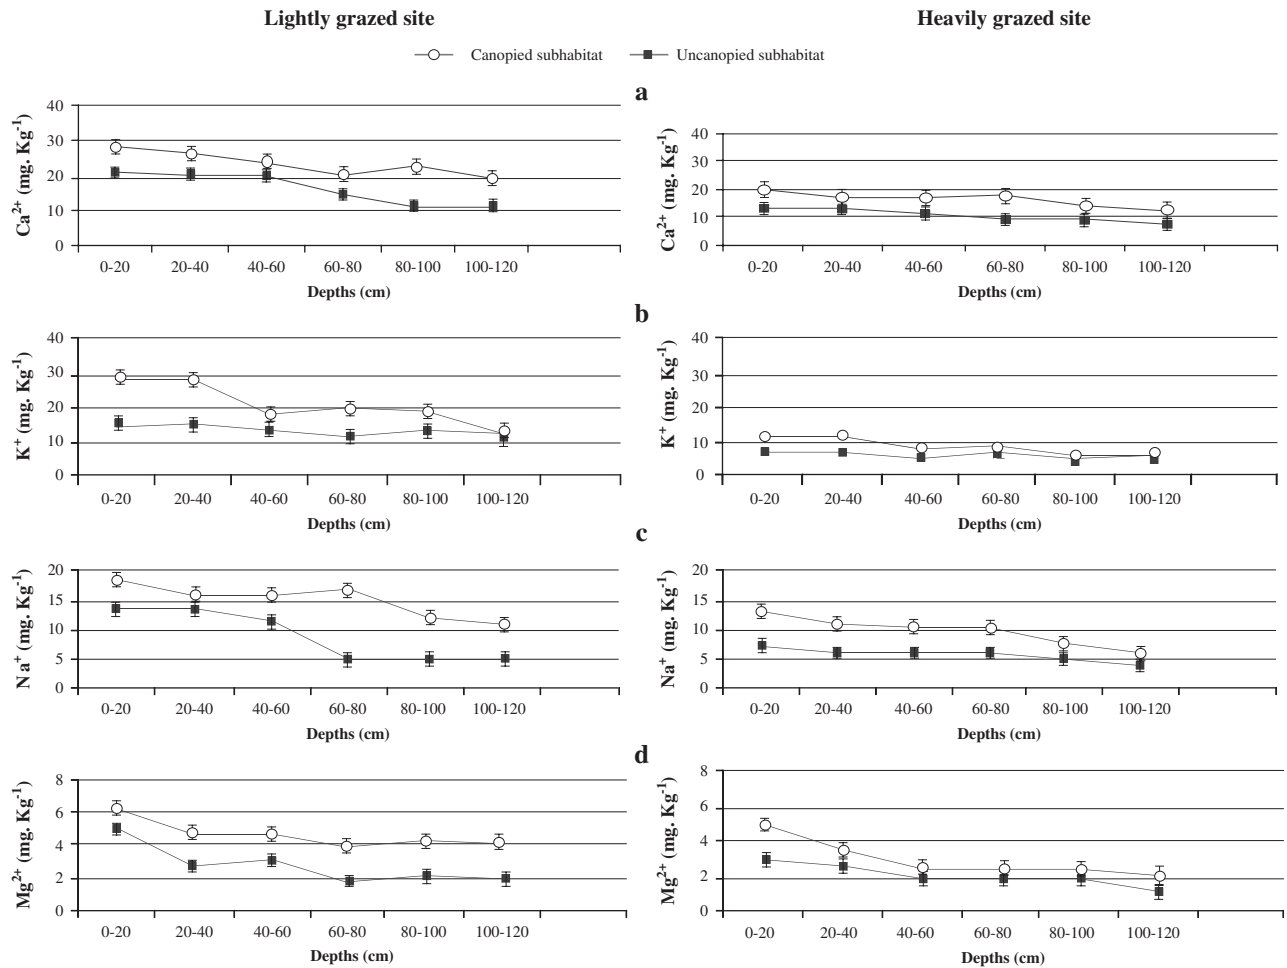 Lightly grazed site
Heavily grazed site
Canopied subhabitat
Uncanopied subhabitat
a
Ca²⁺ (mg. Kg⁻¹)
40
30
20
10
0
0-20 20-40 40-60 60-80 80-100 100-120
Depths (cm)
Ca²⁺ (mg. Kg⁻¹)
40
30
20
10
0
0-20 20-40 40-60 60-80 80-100 100-120
Depths (cm)
b
K⁺ (mg. Kg⁻¹)
40
30
20
10
0
0-20 20-40 40-60 60-80 80-100 100-120
Depths (cm)
K⁺ (mg. Kg⁻¹)
40
30
20
10
0
0-20 20-40 40-60 60-80 80-100 100-120
Depths (cm)
c
Na⁺ (mg. Kg⁻¹)
20
15
10
5
0
0-20 20-40 40-60 60-80 80-100 100-120
Depths (cm)
Na⁺ (mg. Kg⁻¹)
20
15
10
5
0
0-20 20-40 40-60 60-80 80-100 100-120
Depths (cm)
d
Mg²⁺ (mg. Kg⁻¹)
8
6
4
2
0
0-20 20-40 40-60 60-80 80-100 100-120
Depths (cm)
Mg²⁺ (mg. Kg⁻¹)
8
6
4
2
0
0-20 20-40 40-60 60-80 80-100 100-120
Depths (cm)